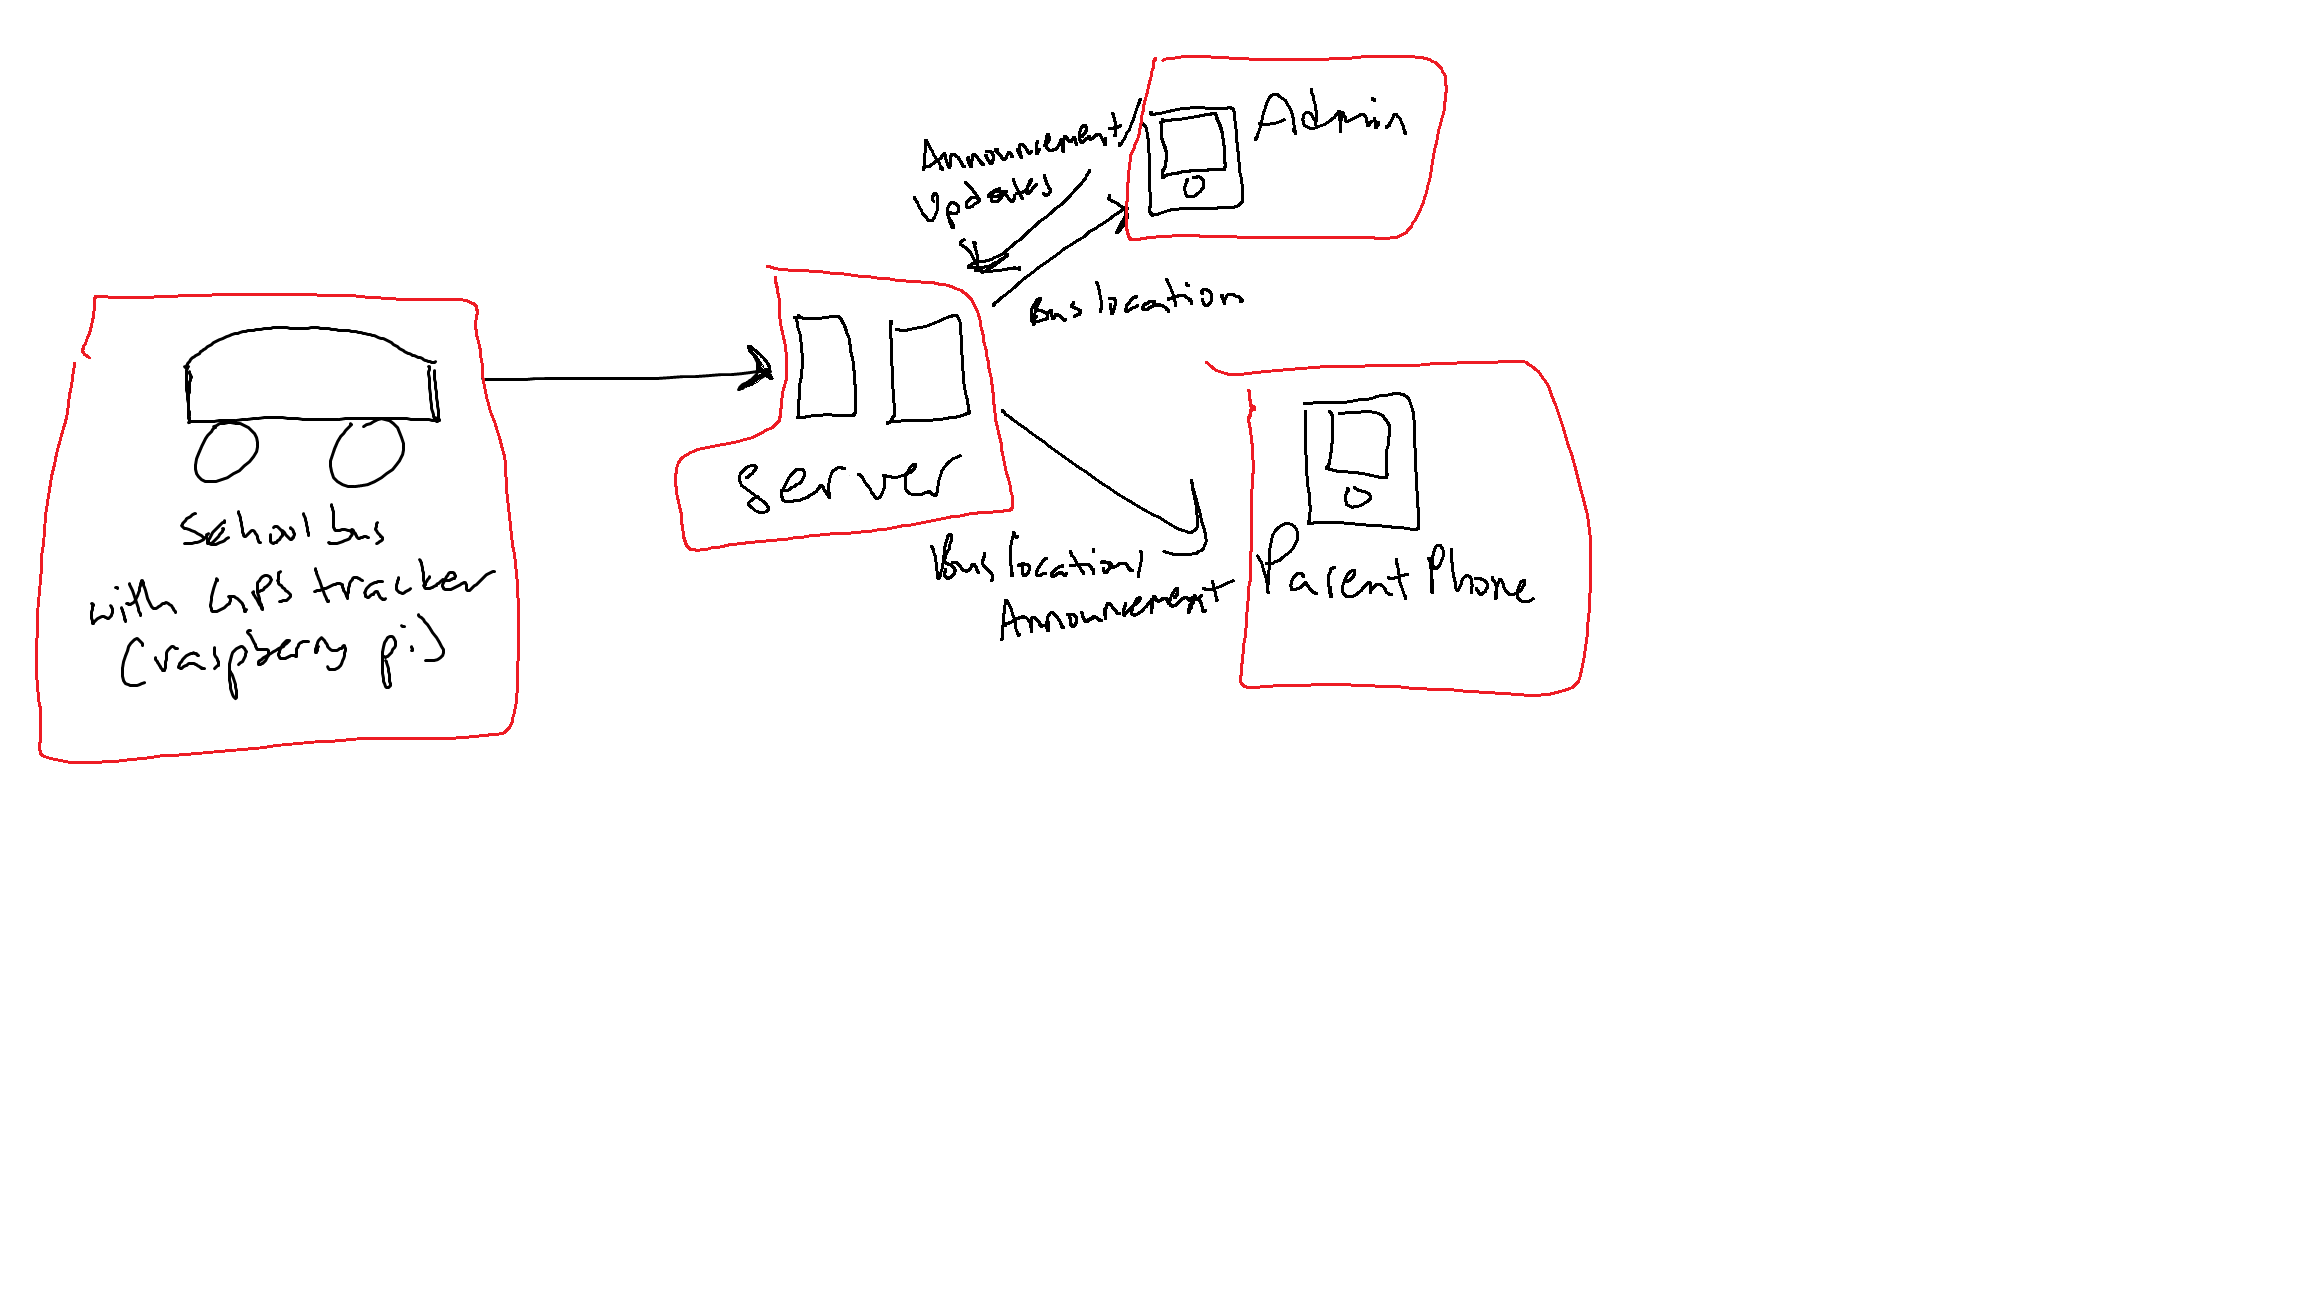 Admin
Announcement/
Updates
Bus location
School bus
with GPS tracker
(raspberry pi)
server
Bus location/
Announcement
Parent Phone